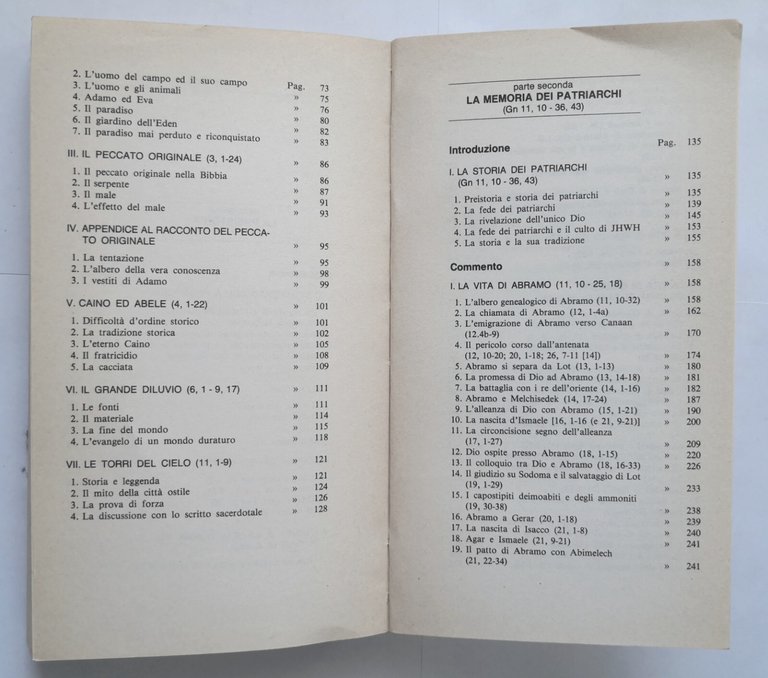 2. L'uomo del campo ed il suo campo Pag. 73
3. L'uomo e gli animali » 75
4. Adamo ed Eva » 76
5. Il paradiso » 80
6. Il giardino dell'Eden » 82
7. Il paradiso mai perduto e riconquistato » 83
III. IL PECCATO ORIGINALE (3, 1-24) » 86
1. Il peccato originale nella Bibbia » 86
2. Il serpente » 87
3. Il male » 91
4. L'effetto del male » 93
IV. APPENDICE AL RACCONTO DEL PECCA-
TO ORIGINALE » 95
1. La tentazione » 95
2. L'albero della vera conoscenza » 98
3. I vestiti di Adamo » 99
V. CAINO ED ABELE (4, 1-22) » 101
1. Difficoltà d'ordine storico » 101
2. La tradizione storica » 102
3. L'eterno Caino » 105
4. Il fratricidio » 108
5. La cacciata » 109
VI. IL GRANDE DILUVIO (6, 1 - 9, 17) » 111
1. Le fonti » 111
2. Il materiale » 114
3. La fine del mondo » 115
4. L'evangelo di un mondo duraturo » 118
VII. LE TORRI DEL CIELO (11, 1-9) » 121
1. Storia e leggenda » 121
2. Il mito della città ostile » 124
3. La prova di forza » 126
4. La discussione con lo scritto sacerdotale » 128
parte seconda
LA MEMORIA DEI PATRIARCHI
(Gn 11, 10 - 36, 43)
Introduzione Pag. 135
I. LA STORIA DEI PATRIARCHI
(Gn 11, 10 - 36, 43) » 135
1. Preistoria e storia dei patriarchi » 135
2. La fede dei patriarchi » 139
3. La rivelazione dell'unico Dio » 145
4. La fede dei patriarchi e il culto di JHWH » 153
5. La storia e la sua tradizione » 155
Commento » 158
I. LA VITA DI ABRAMO (11, 10 - 25, 18) » 158
1. L'albero genealogico di Abramo (11, 10-32) » 158
2. La chiamata di Abramo (12, 1-4a) » 162
3. L'emigrazione di Abramo verso Canaan
(12.4b-9) » 170
4. Il pericolo corso dall'antenata
(12, 10-20; 20, 1-18; 26, 7-11 [14]) » 174
5. Abramo si separa da Lot (13, 1-13) » 180
6. La promessa di Dio ad Abramo (13, 14-18) » 181
7. La battaglia con i re dell'oriente (14, 1-16) » 182
8. Abramo e Melchisedek (14, 17-24) » 187
9. L'alleanza di Dio con Abramo (15, 1-21) » 190
10. La nascita d'Ismaele [16, 1-16 (e 21, 9-21)] » 200
11. La circoncisione segno dell'alleanza
(17, 1-27) » 209
12. Dio ospite presso Abramo (18, 1-15) » 220
13. Il colloquio tra Dio e Abramo (18, 16-33) » 226
14. Il giudizio su Sodoma e il salvataggio di Lot
(19, 1-29) » 233
15. I capostipiti deimoabiti e degli ammoniti
(19, 30-38) » 238
16. Abramo a Gerar (20, 1-18) » 239
17. La nascita di Isacco (21, 1-8) » 240
18. Agar e Ismaele (21, 9-21) » 241
19. Il patto di Abramo con Abimelech
(21, 22-34) » 241